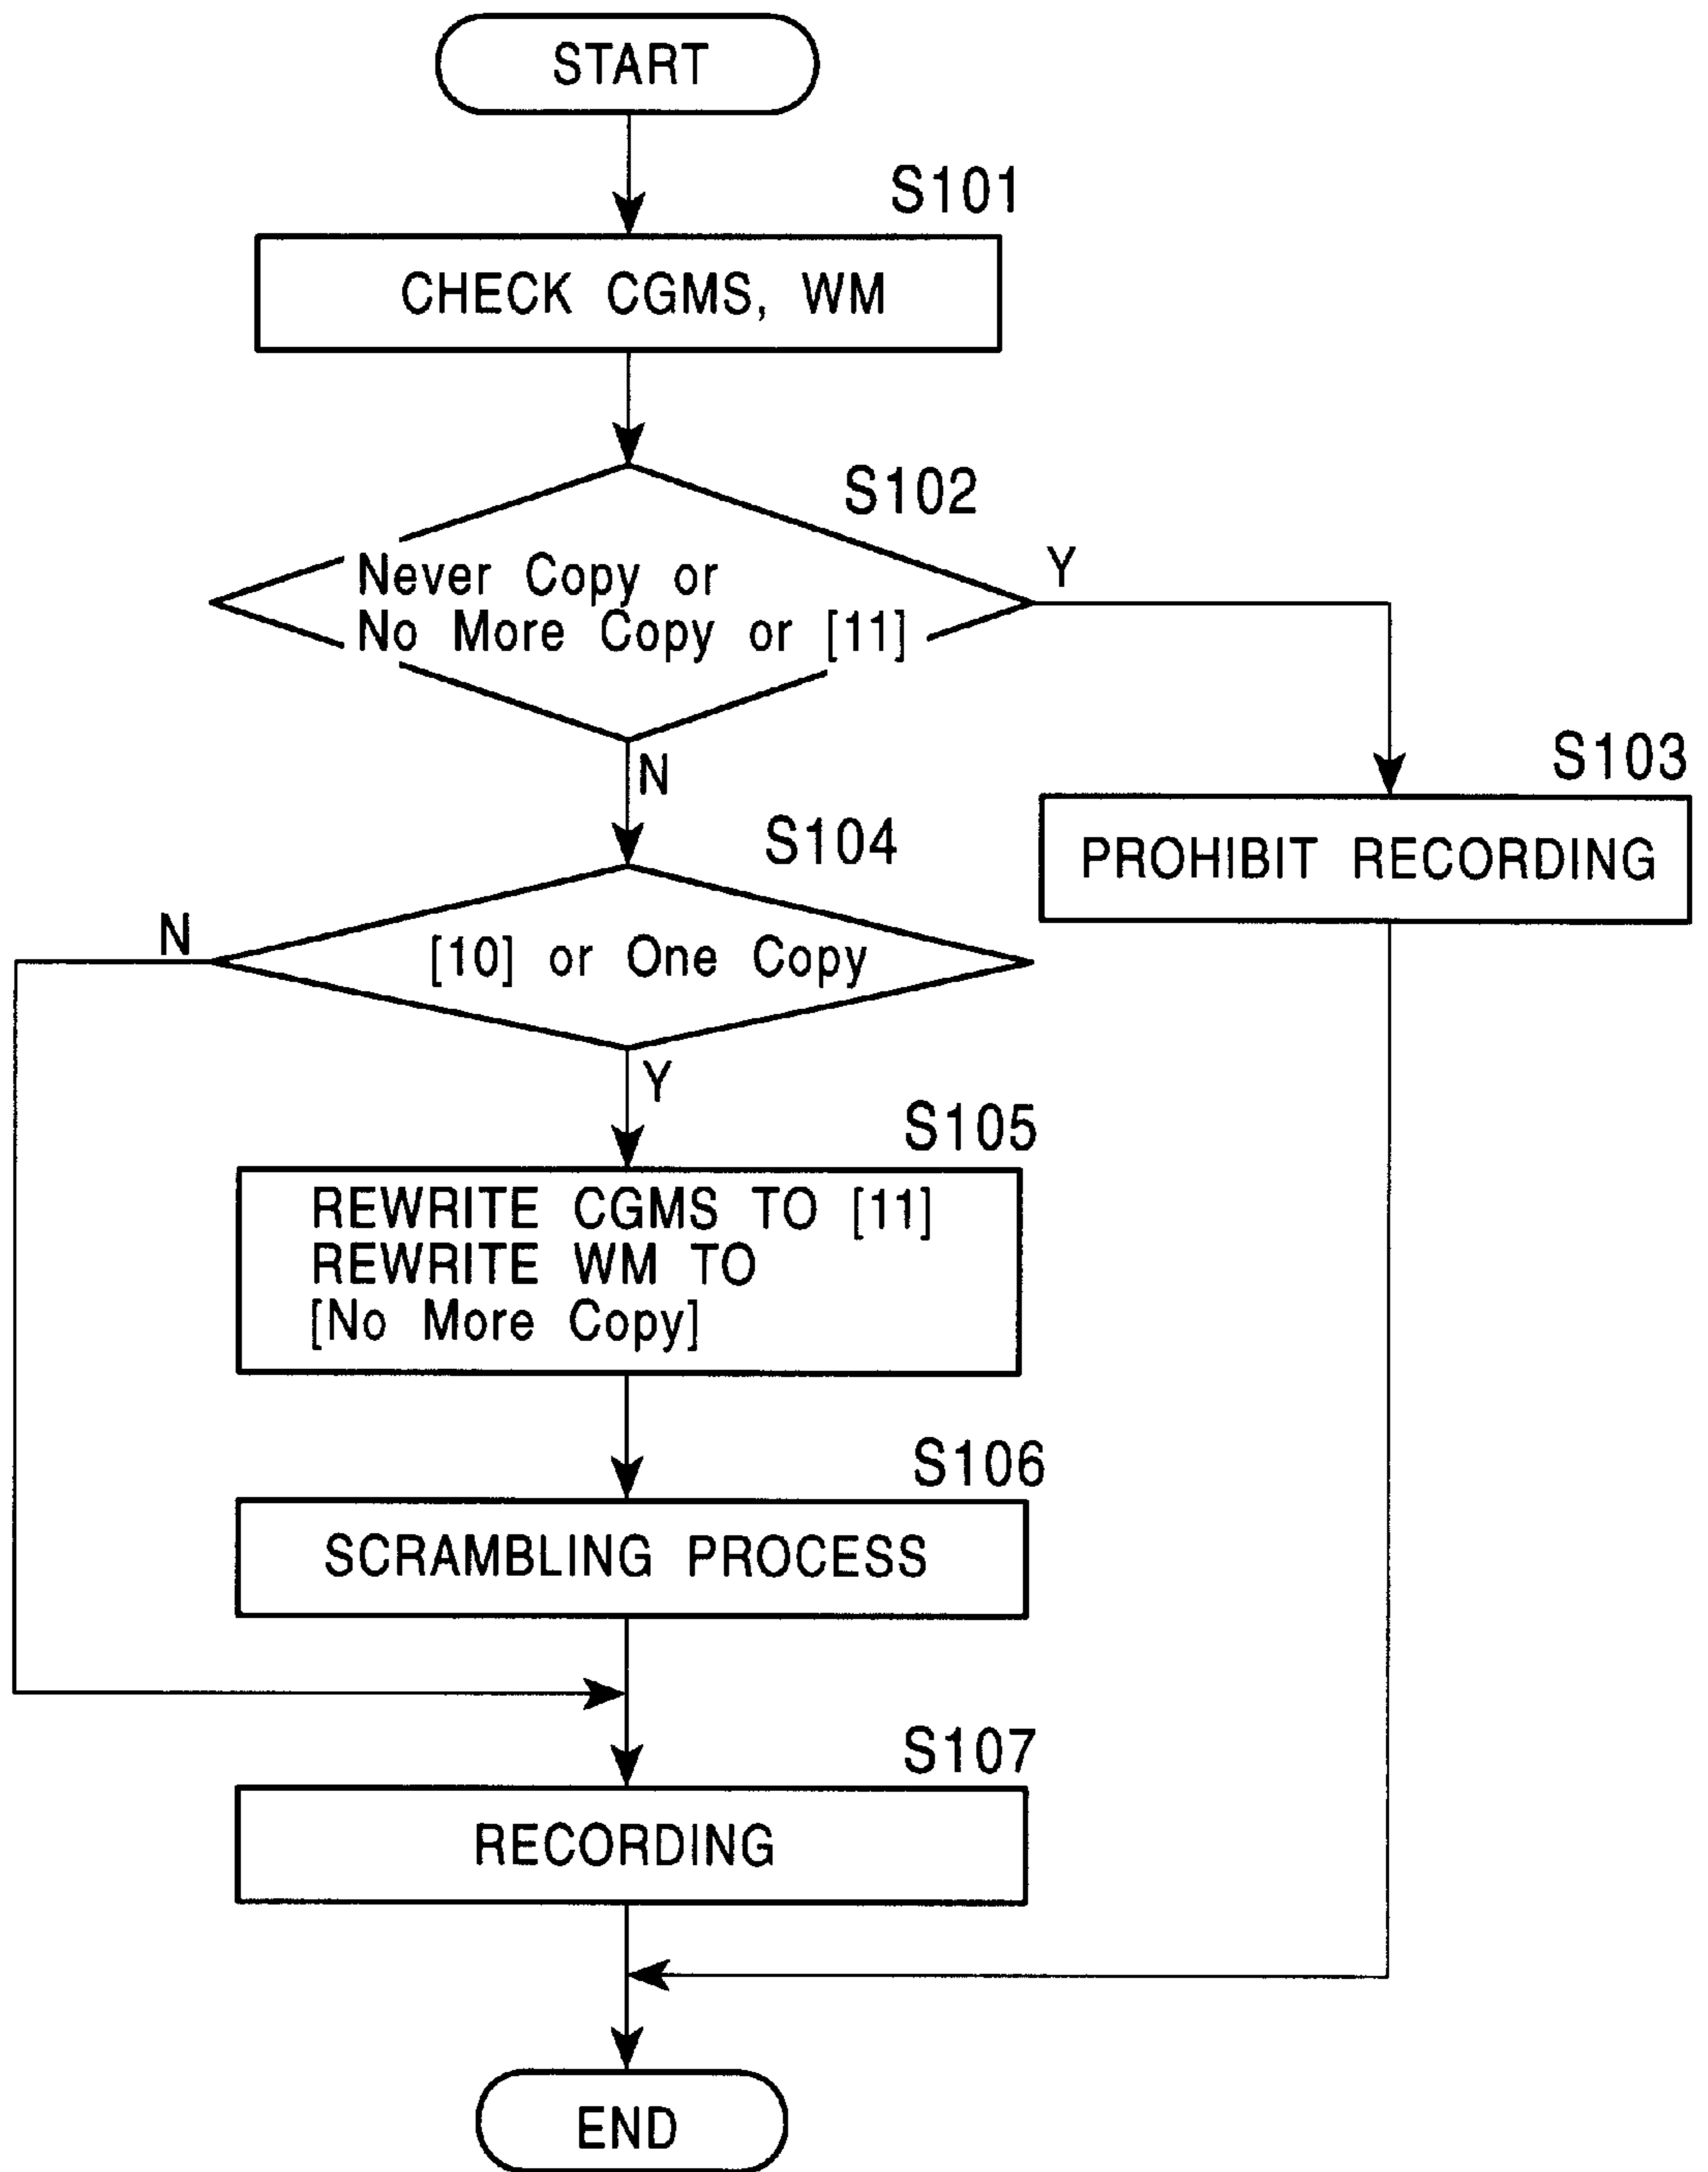 START
S101
CHECK CGMS, WM
S102
Never Copy or
No More Copy or [11]
Y
N
S103
PROHIBIT RECORDING
S104
N
[10] or One Copy
Y
S105
REWRITE CGMS TO [11]
REWRITE WM TO
[No More Copy]
S106
SCRAMBLING PROCESS
S107
RECORDING
END